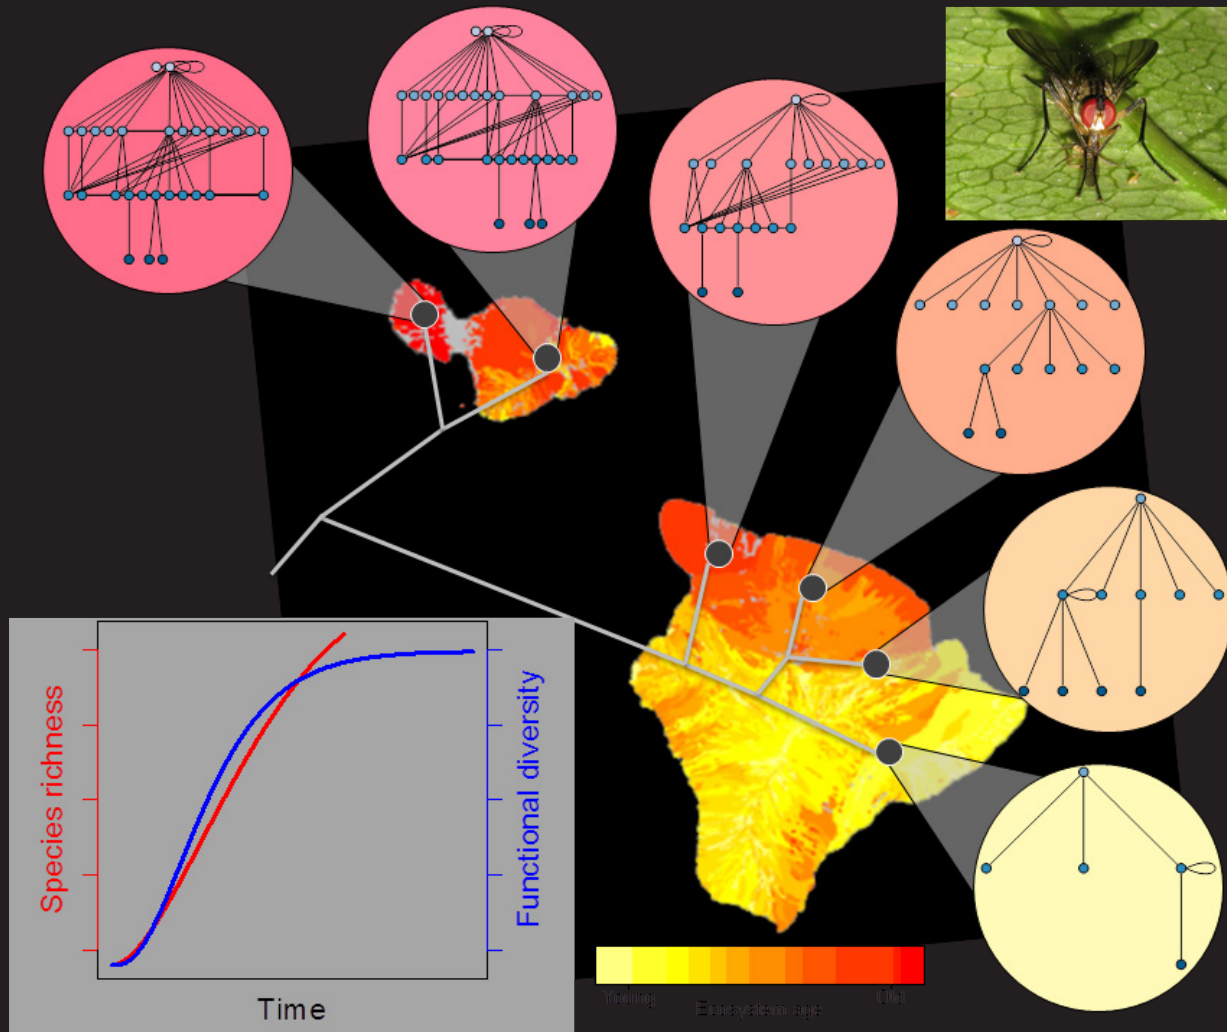 Species richness
Functional diversity
Time
Young
Old
Ecosystem age